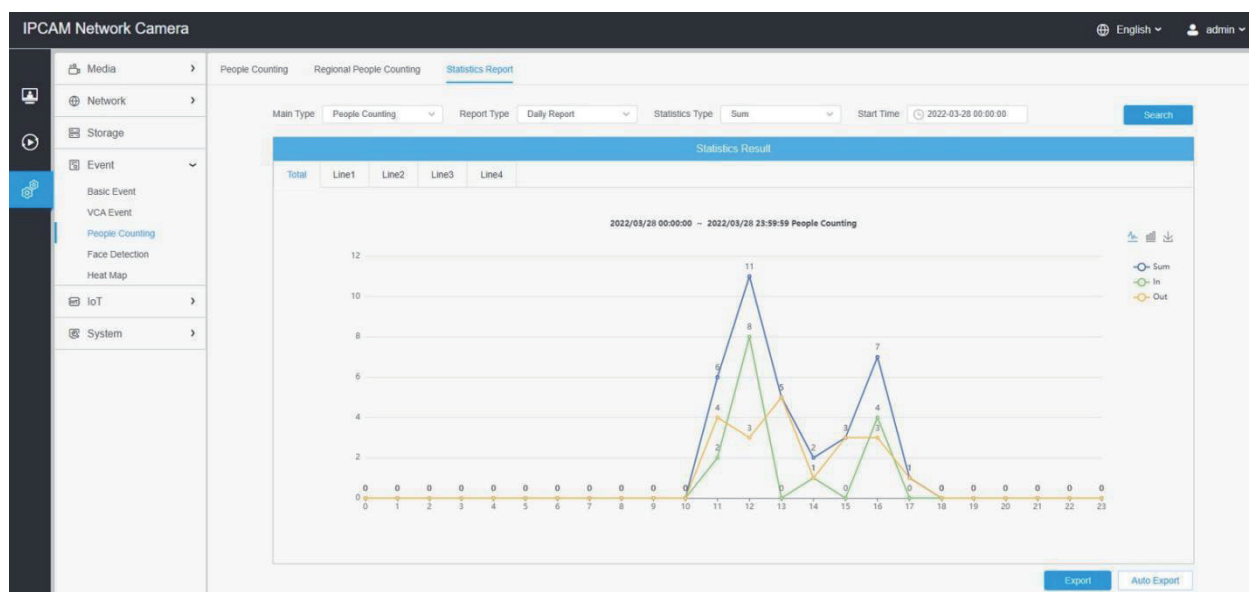 IPCAM Network Camera
English
admin
Media
Network
Storage
Event
Basic Event
VCA Event
People Counting
Face Detection
Heat Map
IoT
System
People Counting Regional People Counting Statistics Report
Main Type People Counting Report Type Daily Report Statistics Type Sum Start Time 2022-03-28 00:00:00 Search
Statistics Result
Total Line1 Line2 Line3 Line4
2022/03/28 00:00:00 ~ 2022/03/28 23:59:59 People Counting
Sum
In
Out
12
10
8
6
4
2
0
11
8
7
6
5
4 4
3 3 3
2 2
1 1
0 0 0 0 0 0 0 0 0 0 0 0 0 0 0 0 0 0 0 0
0 1 2 3 4 5 6 7 8 9 10 11 12 13 14 15 16 17 18 19 20 21 22 23
Export Auto Export